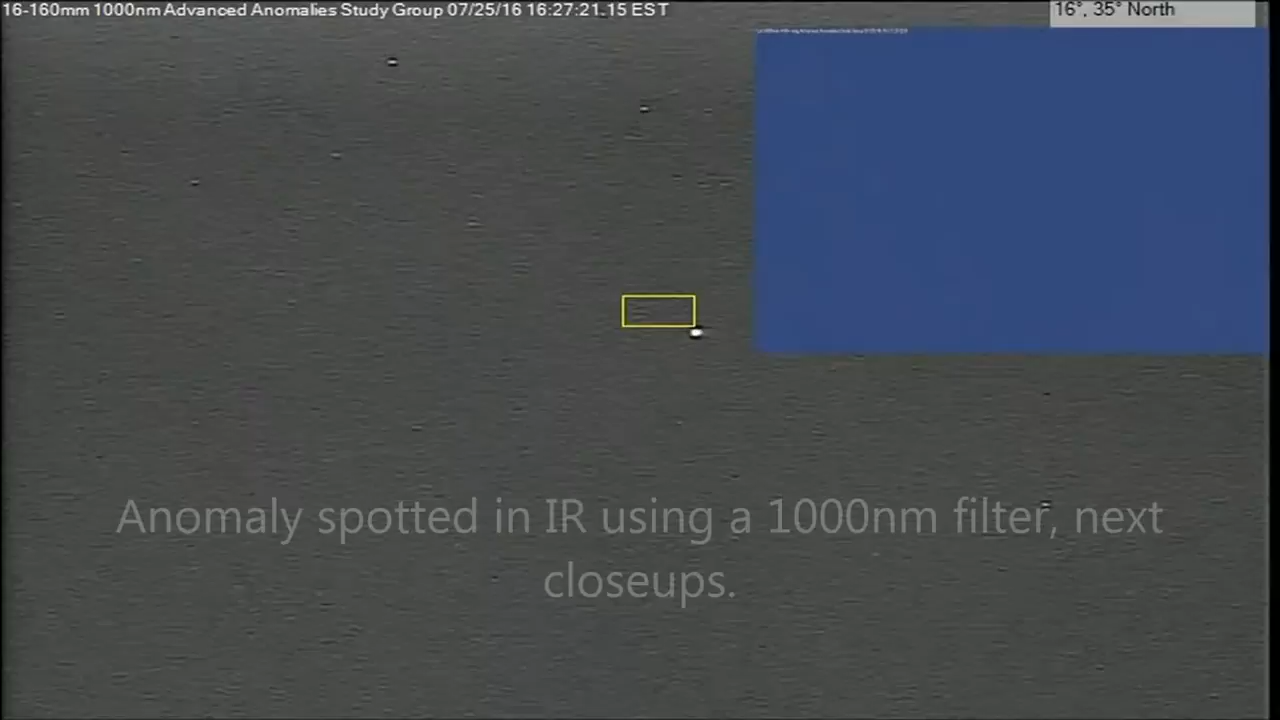 16-160mm 1000nm Advanced Anomalies Study Group 07/25/16 16:27:21.15 EST
16°, 35° North
Anomaly spotted in IR using a 1000nm filter, next
closeups.